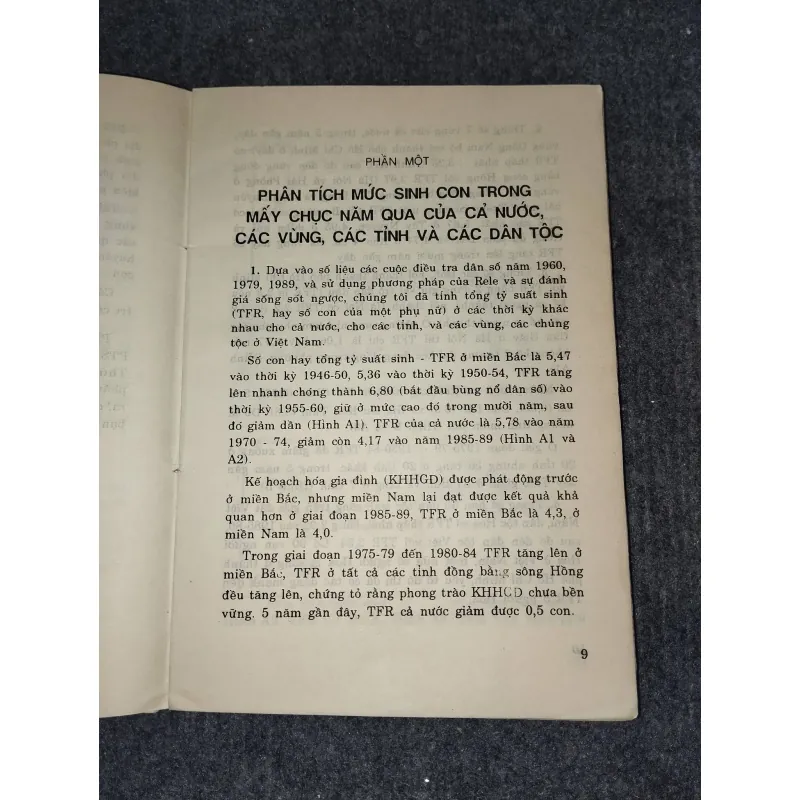 PHẦN MỘT
PHÂN TÍCH MỨC SINH CON TRONG
MẤY CHỤC NĂM QUA CỦA CẢ NƯỚC,
CÁC VÙNG, CÁC TỈNH VÀ CÁC DÂN TỘC
1. Dựa vào số liệu các cuộc điều tra dân số năm 1960,
1979, 1989, và sử dụng phương pháp của Rele và sự đánh
giá sống sót ngược, chúng tôi đã tính tổng tỷ suất sinh
(TFR, hay số con của một phụ nữ) ở các thời kỳ khác
nhau cho cả nước, cho các tỉnh, và các vùng, các chủng
tộc ở Việt Nam.
Số con hay tổng tỷ suất sinh - TFR ở miền Bắc là 5,47
vào thời kỳ 1946-50, 5,36 vào thời kỳ 1950-54, TFR tăng
lên nhanh chóng thành 6,80 (bắt đầu bùng nổ dân số) vào
thời kỳ 1955-60, giữ ở mức cao đó trong mười năm, sau
đó giảm dần (Hình A1). TFR của cả nước là 5,78 vào năm
1970 - 74, giảm còn 4,17 vào năm 1985-89 (Hình A1 và
A2).
Kế hoạch hóa gia đình (KHHGD) được phát động trước
ở miền Bắc, nhưng miền Nam lại đạt được kết quả khả
quan hơn ở giai đoạn 1985-89, TFR ở miền Bắc là 4,3, ở
miền Nam là 4,0.
Trong giai đoạn 1975-79 đến 1980-84 TFR tăng lên ở
miền Bắc, TFR ở tất cả các tỉnh đồng bằng sông Hồng
đều tăng lên, chứng tỏ rằng phong trào KHHGD chưa bền
vững. 5 năm gần đây, TFR cả nước giảm được 0,5 con.
9